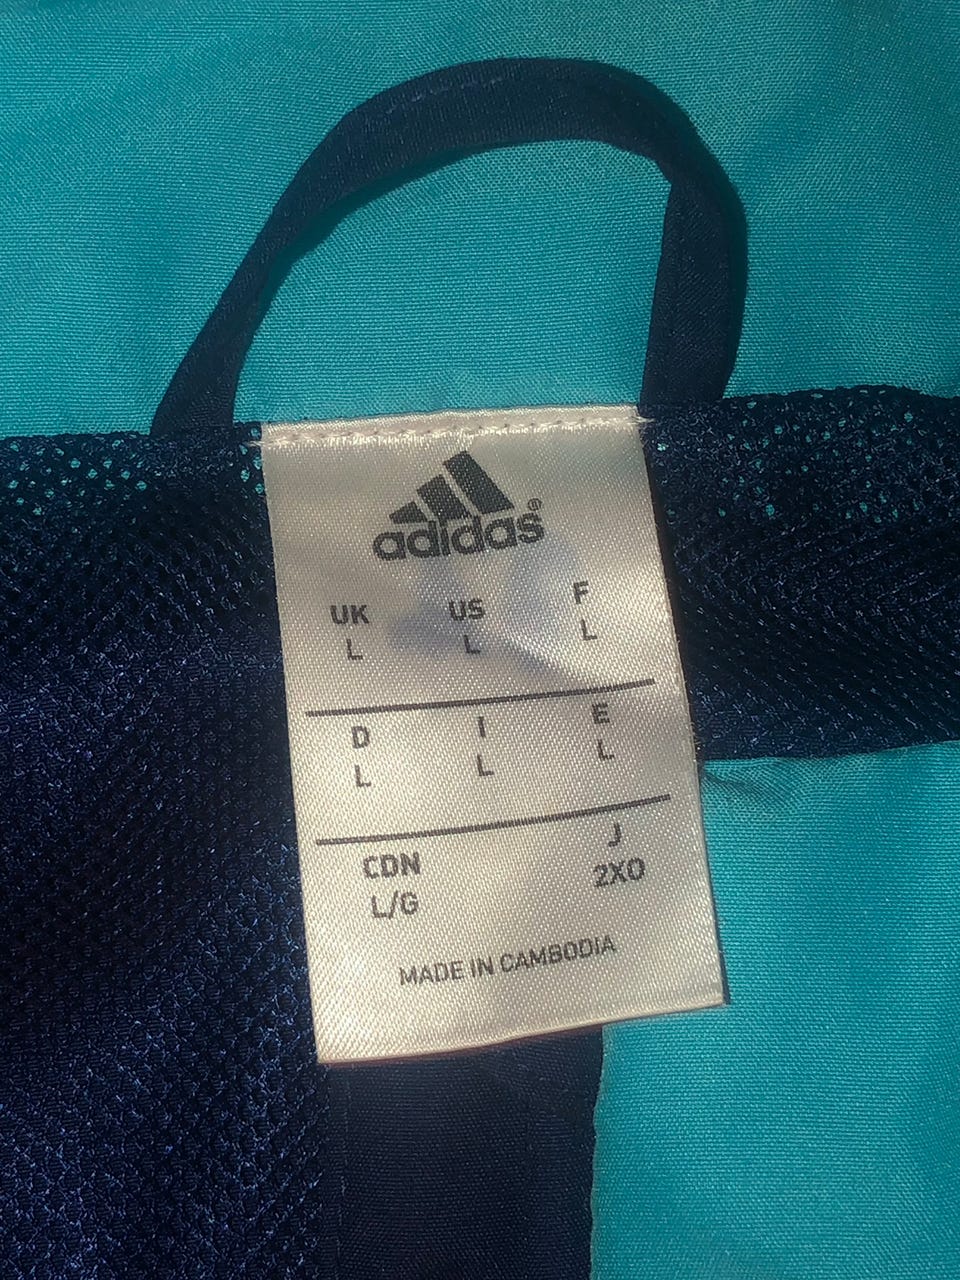 adidas®
UK US F
L L L
D I E
L L L
CDN J
L/G 2XO
MADE IN CAMBODIA